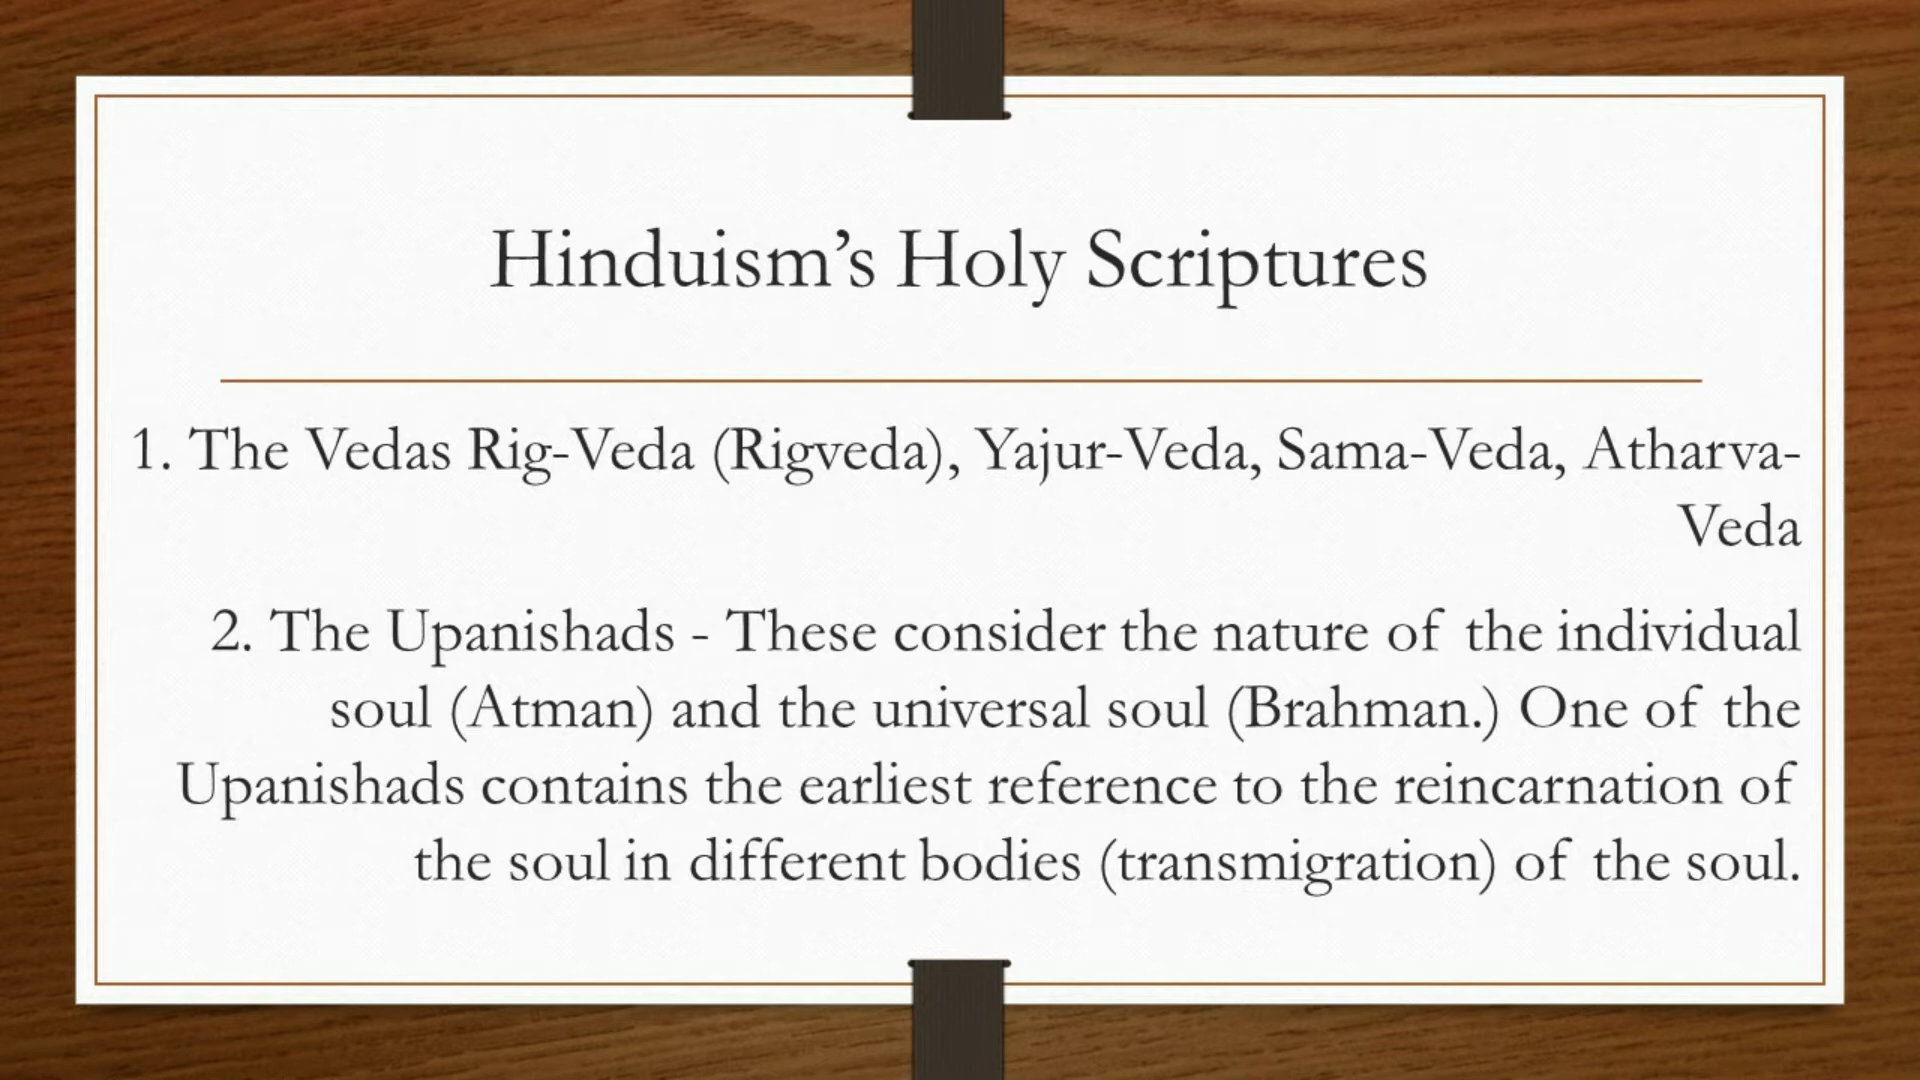 Hinduism’s Holy Scriptures
1. The Vedas Rig-Veda (Rigveda), Yajur-Veda, Sama-Veda, Atharva-
Veda
2. The Upanishads - These consider the nature of the individual
soul (Atman) and the universal soul (Brahman.) One of the
Upanishads contains the earliest reference to the reincarnation of
the soul in different bodies (transmigration) of the soul.